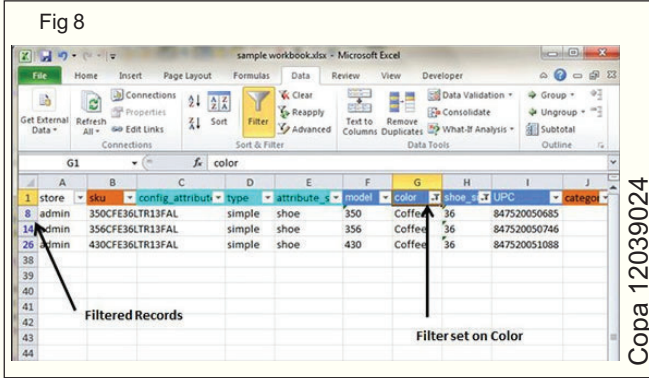 Fig 8
sample workbook.xlsx - Microsoft Excel
File Home Insert Page Layout Formulas Data Review View Developer
Get External Data
Refresh All
Connections
Properties
Edit Links
Connections
Sort
Filter
Clear
Reapply
Advanced
Sort & Filter
Text to Columns
Remove Duplicates
Data Validation
Consolidate
What-If Analysis
Data Tools
Group
Ungroup
Subtotal
Outline
G1 fx color
A B C D E F G H I J
1 store sku config_attribut type attribute_s model color shoe_si UPC categor
8 admin 350CFE36LTR13FAL simple shoe 350 Coffee 36 847520050685
14 admin 356CFE36LTR13FAL simple shoe 356 Coffee 36 847520050746
26 admin 430CFE36LTR13FAL simple shoe 430 Coffee 36 847520051088
38
39
40
41
42
43
44
Filtered Records
Filter set on Color
Copa 12039024